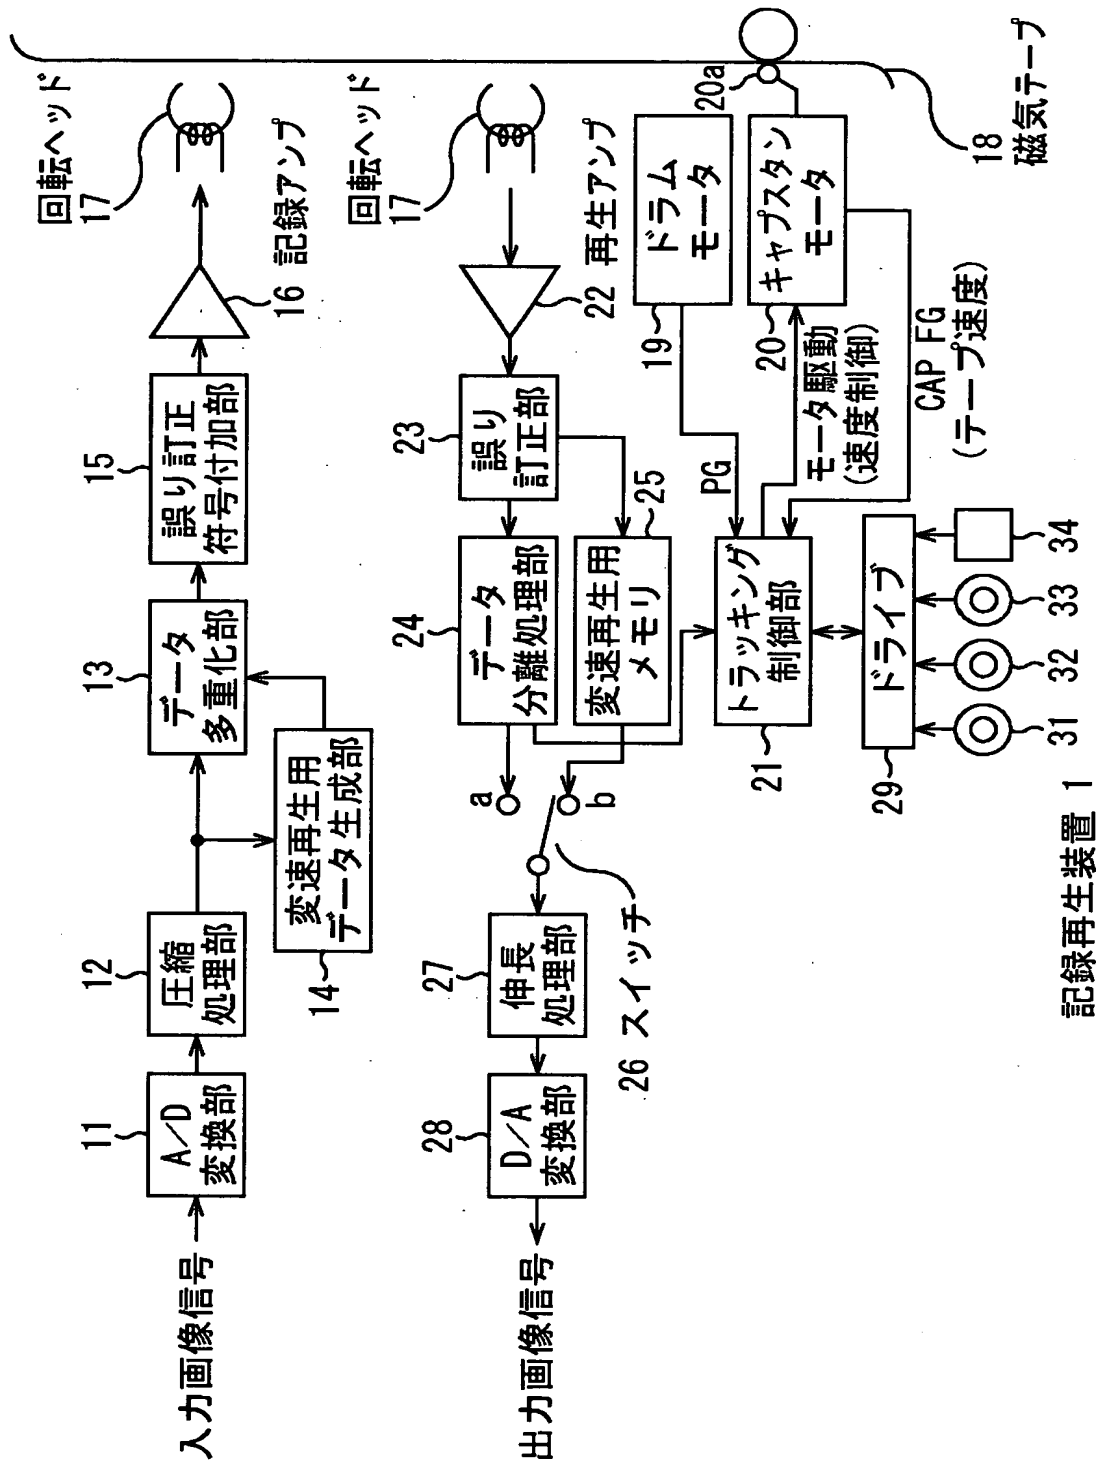 入力画像信号
11
A/D
変換部
12
圧縮
処理部
13
データ
多重化部
14
変速再生用
データ生成部
15
誤り訂正
符号付加部
16 記録アンプ
回転ヘッド
17
出力画像信号
28
D/A
変換部
27
伸長
処理部
26 スイッチ
a
b
24
データ
分離処理部
25
変速再生用
メモリ
23
誤り
訂正部
22 再生アンプ
回転ヘッド
17
19
ドラム
モータ
PG
20
キャプスタン
モータ
20a
モータ駆動
(速度制御)
CAP FG
(テープ速度)
21
トラッキング
制御部
29
ドライブ
31
32
33
34
18
磁気テープ
記録再生装置 1